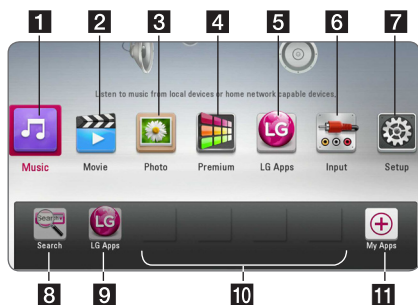 1 2 3 4 5 6 7
Listen to music from local devices or home network capable devices.
LG
Music Movie Photo Premium LG Apps Input Setup
Search LG
Search LG Apps My Apps
8 9 10 11